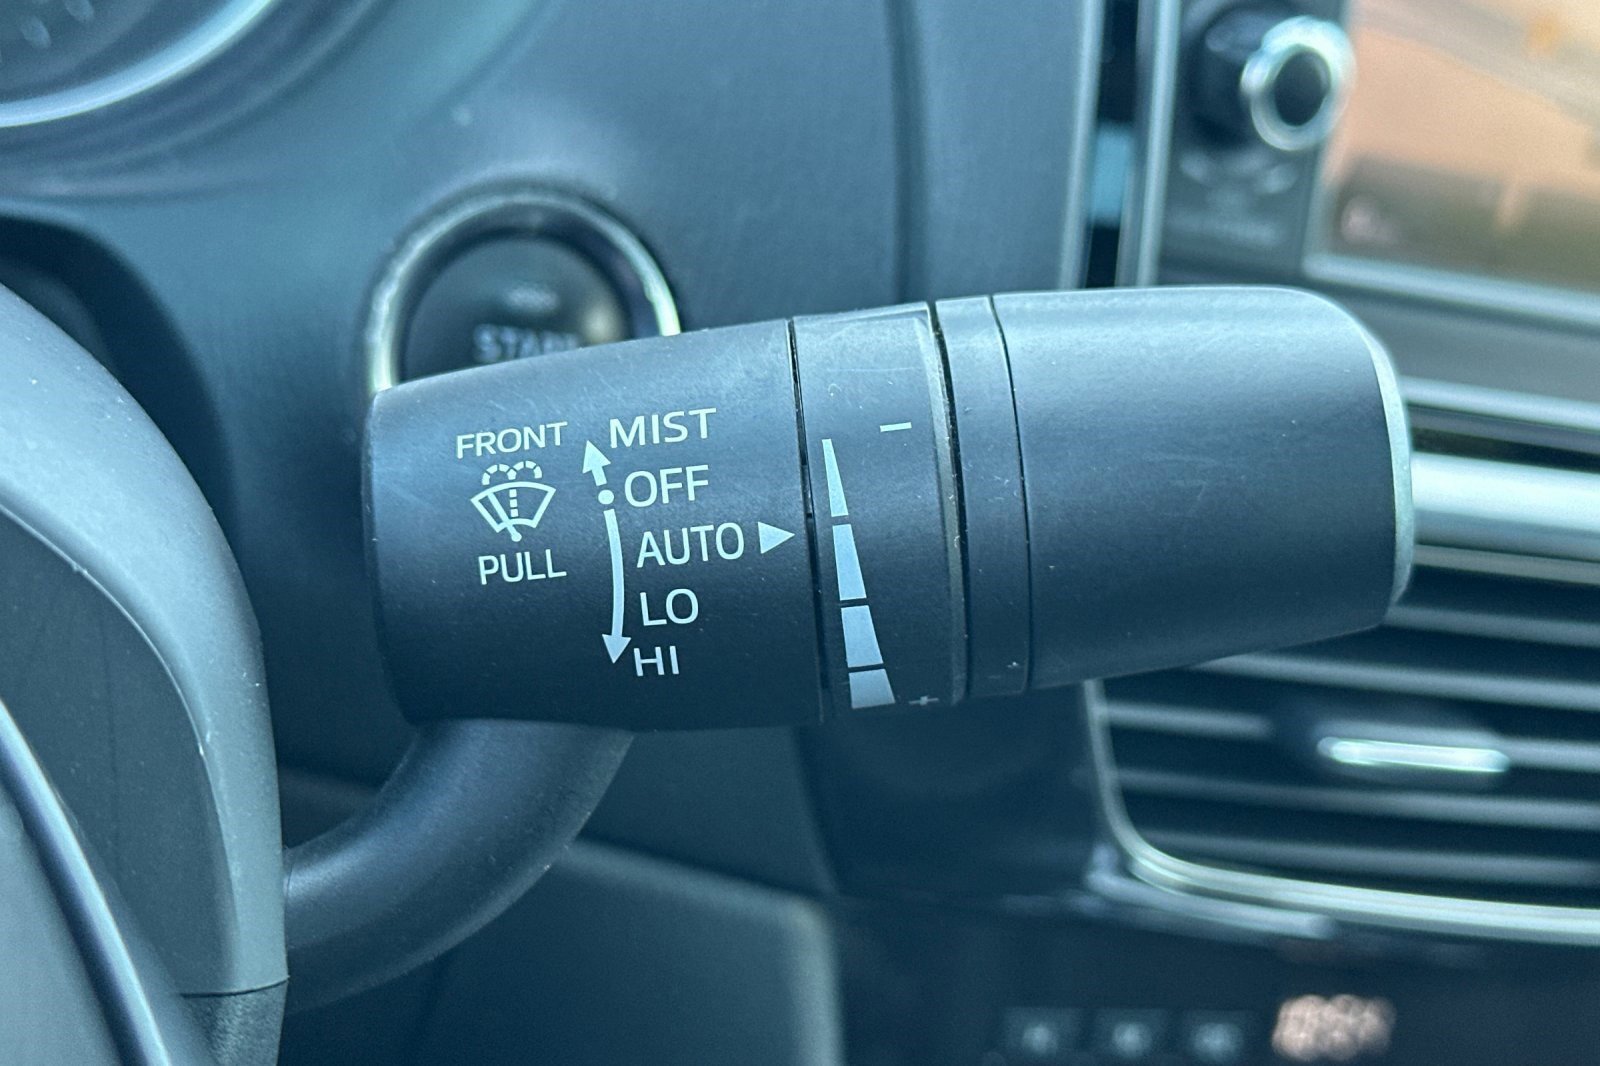 FRONT
PULL
MIST
OFF
AUTO
LO
HI
- 
+